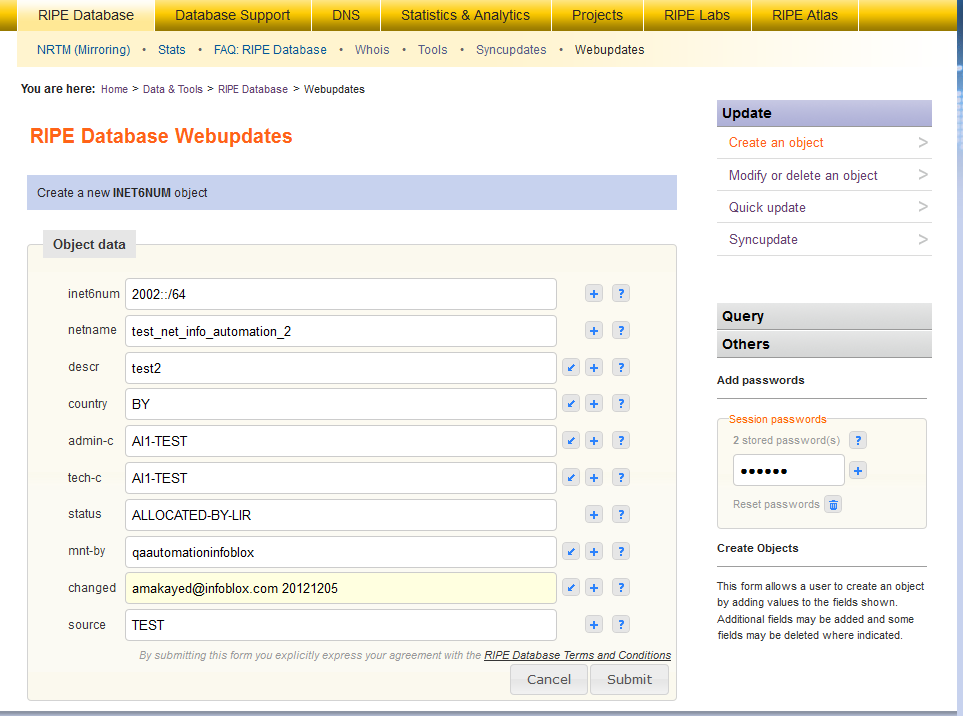 RIPE Database Database Support DNS Statistics & Analytics Projects RIPE Labs RIPE Atlas
NRTM (Mirroring) • Stats • FAQ: RIPE Database • Whois • Tools • Syncupdates • Webupdates
You are here: Home > Data & Tools > RIPE Database > Webupdates
RIPE Database Webupdates
Create a new INET6NUM object
Object data
inet6num 2002::/64 + ?
netname test_net_info_automation_2 + ?
descr test2 + ?
country BY + ?
admin-c AI1-TEST + ?
tech-c AI1-TEST + ?
status ALLOCATED-BY-LIR + ?
mnt-by qaautomationinfoblox + ?
changed amakayed@infoblox.com 20121205 + ?
source TEST + ?
By submitting this form you explicitly express your agreement with the RIPE Database Terms and Conditions
Cancel Submit
Update
Create an object >
Modify or delete an object >
Quick update >
Syncupdate >
Query
Others
Add passwords
Session passwords
2 stored password(s) ?
•••••• +
Reset passwords
Create Objects
This form allows a user to create an object
by adding values to the fields shown.
Additional fields may be added and some
fields may be deleted where indicated.